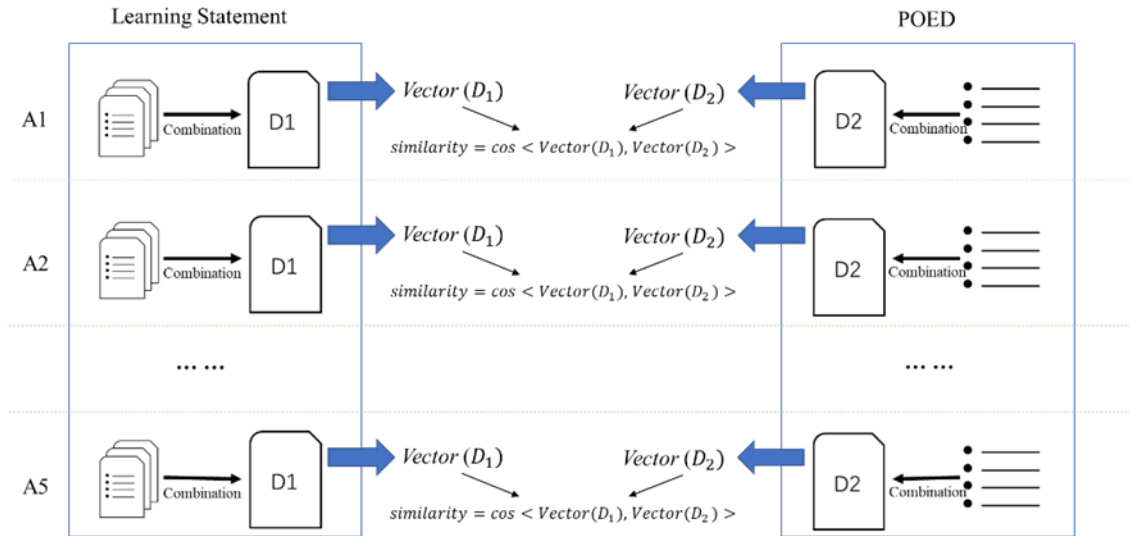 Learning Statement
POED
A1
Combination
D1
Vector (D₁)
Vector (D₂)
D2
Combination
similarity = cos < Vector(D₁), Vector(D₂) >
A2
Combination
D1
Vector (D₁)
Vector (D₂)
D2
Combination
similarity = cos < Vector(D₁), Vector(D₂) >
... ...
... ...
A5
Combination
D1
Vector (D₁)
Vector (D₂)
D2
Combination
similarity = cos < Vector(D₁), Vector(D₂) >